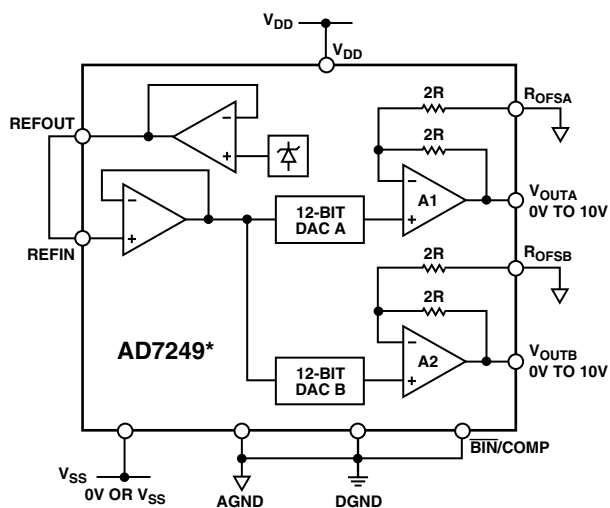 VDD
VDD
2R
ROFSA
REFOUT
2R
−
+
−
A1
VOUTA
0V TO 10V
−
+
12-BIT
DAC A
+
REFIN
2R
ROFSB
2R
AD7249*
−
A2
VOUTB
0V TO 10V
12-BIT
DAC B
+
BIN/COMP
VSS
0V OR VSS
AGND
DGND